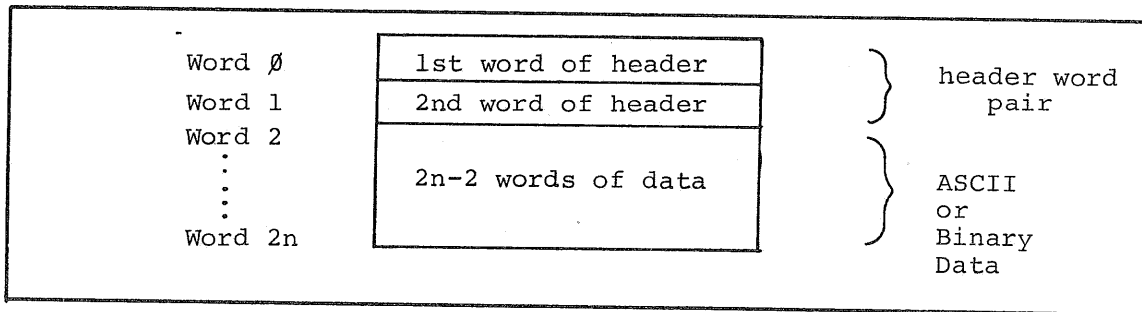 Word Ø 1st word of header header word
Word 1 2nd word of header pair
Word 2
2n-2 words of data ASCII
or
Word 2n Binary
Data